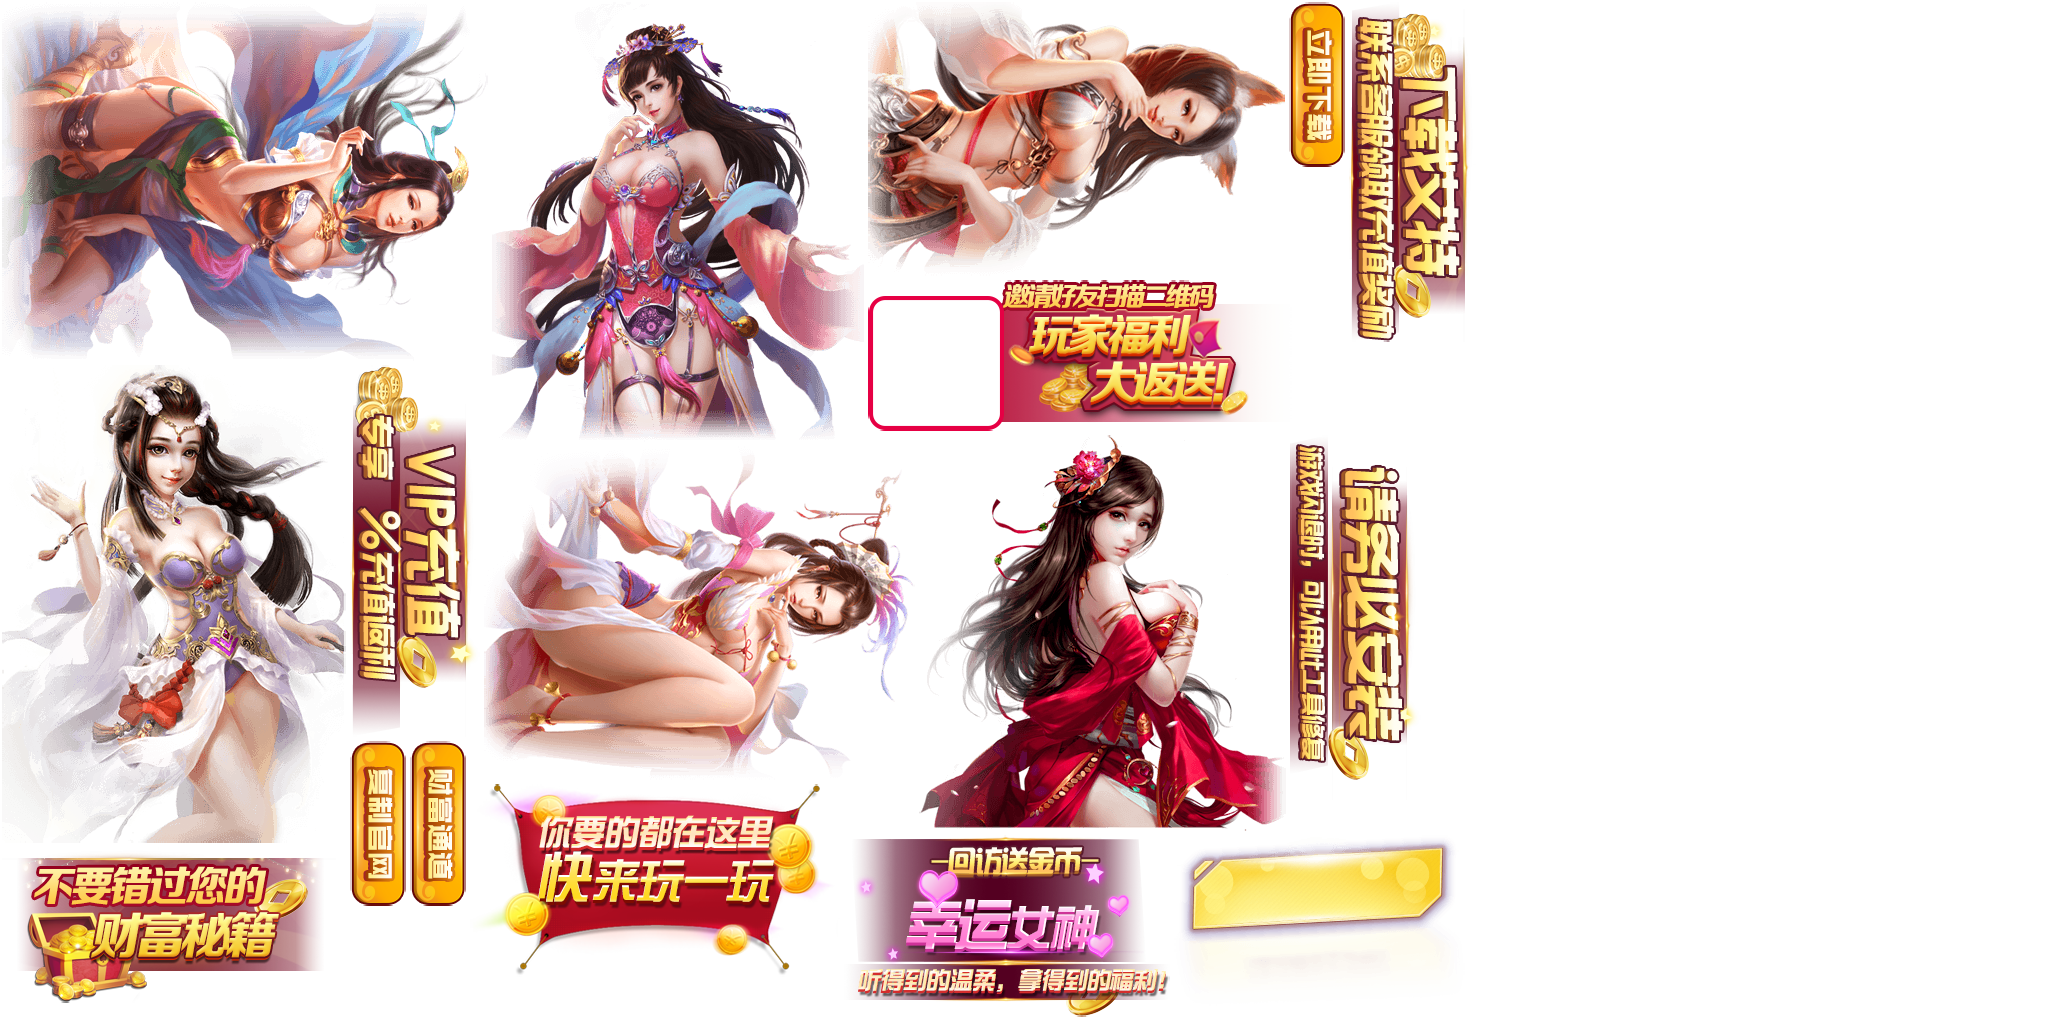 立即下载
下载支持
联系客服领取充值奖励
邀请好友扫描二维码
玩家福利
大返送!
VIP充值
专享 %充值返利
请务必安装
游戏闪退时，可以用此工具修复
财富通道
复制官网
你要的都在这里
快来玩一玩
不要错过您的
财富秘籍
回访送金币
幸运女神
听得到的温柔，拿得到的福利!